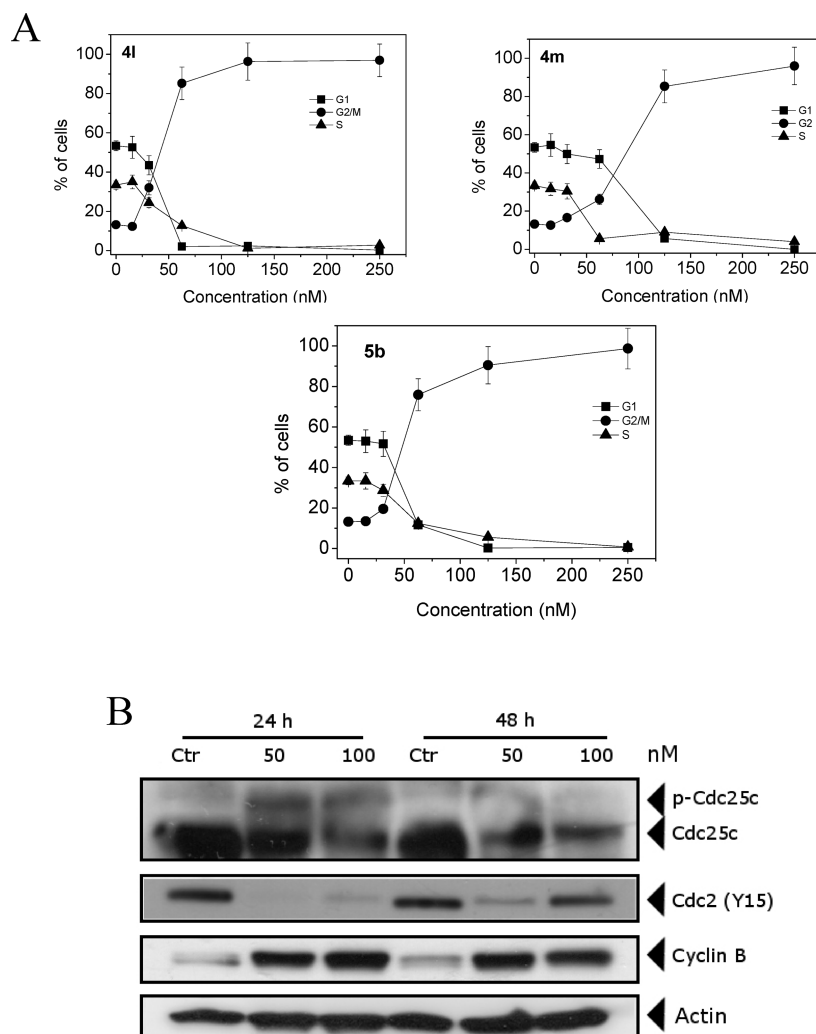 A
4l
G1
G2/M
S
100
80
60
40
20
0
% of cells
0 50 100 150 200 250
Concentration (nM)
4m
G1
G2
S
100
80
60
40
20
0
% of cells
0 50 100 150 200 250
Concentration (nM)
5b
G1
G2/M
S
100
80
60
40
20
0
% of cells
0 50 100 150 200 250
Concentration (nM)
B
24 h 48 h
Ctr 50 100 Ctr 50 100 nM
p-Cdc25c
Cdc25c
Cdc2 (Y15)
Cyclin B
Actin